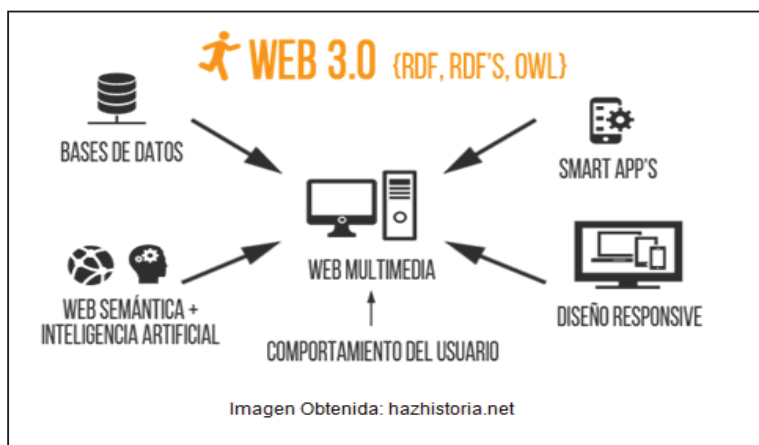 WEB 3.0 {RDF, RDF'S, OWL}
BASES DE DATOS
SMART APP'S
WEB MULTIMEDIA
WEB SEMÁNTICA +
INTELIGENCIA ARTIFICIAL
DISEÑO RESPONSIVE
COMPORTAMIENTO DEL USUARIO
Imagen Obtenida: hazhistoria.net